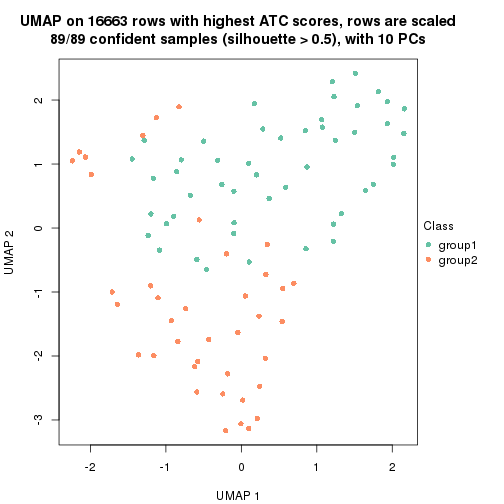 UMAP on 16663 rows with highest ATC scores, rows are scaled
89/89 confident samples (silhouette > 0.5), with 10 PCs
2
1
0
-1
-2
-3
UMAP 2
-2
-1
0
1
2
UMAP 1
Class
group1
group2